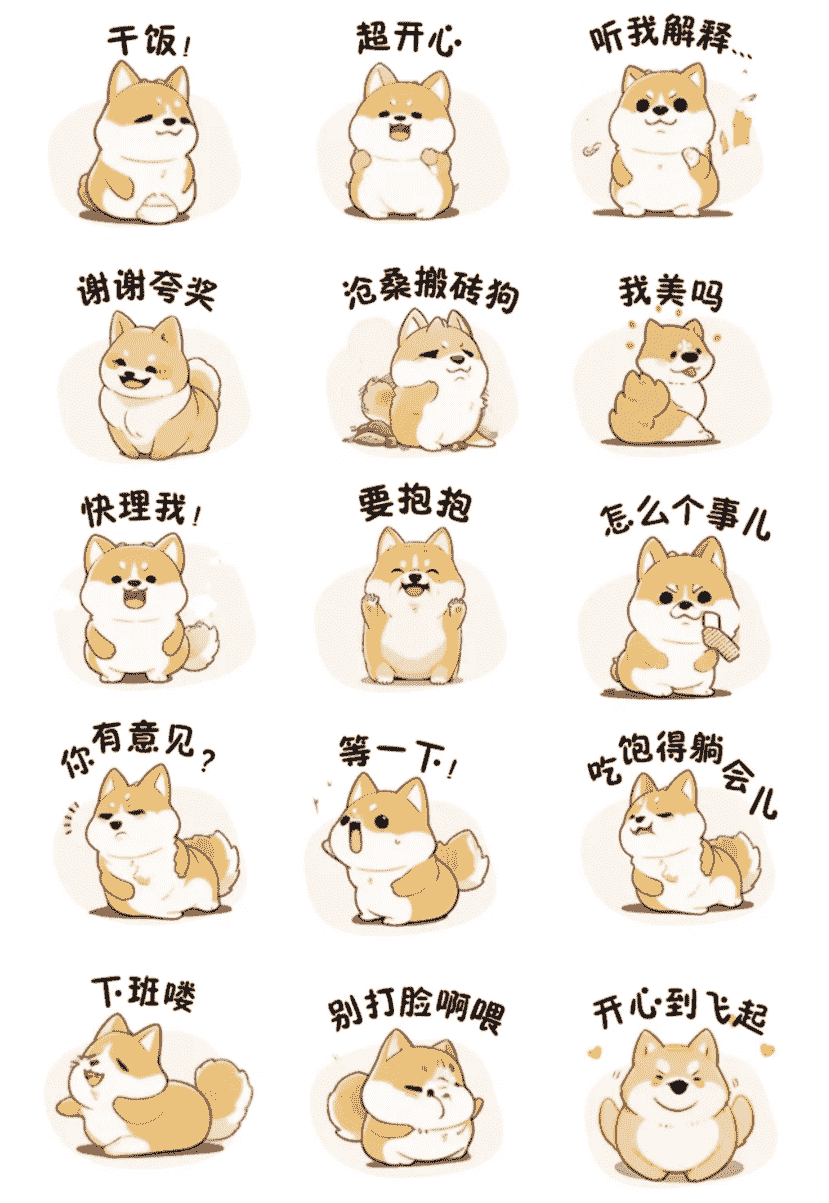 干饭!
超开心
听我解释...
谢谢夸奖
沧桑搬砖狗
我美吗
快理我!
要抱抱
怎么个事儿
你有意见?
等一下!
吃饱得躺会儿
下班喽
别打脸啊喂
开心到飞起